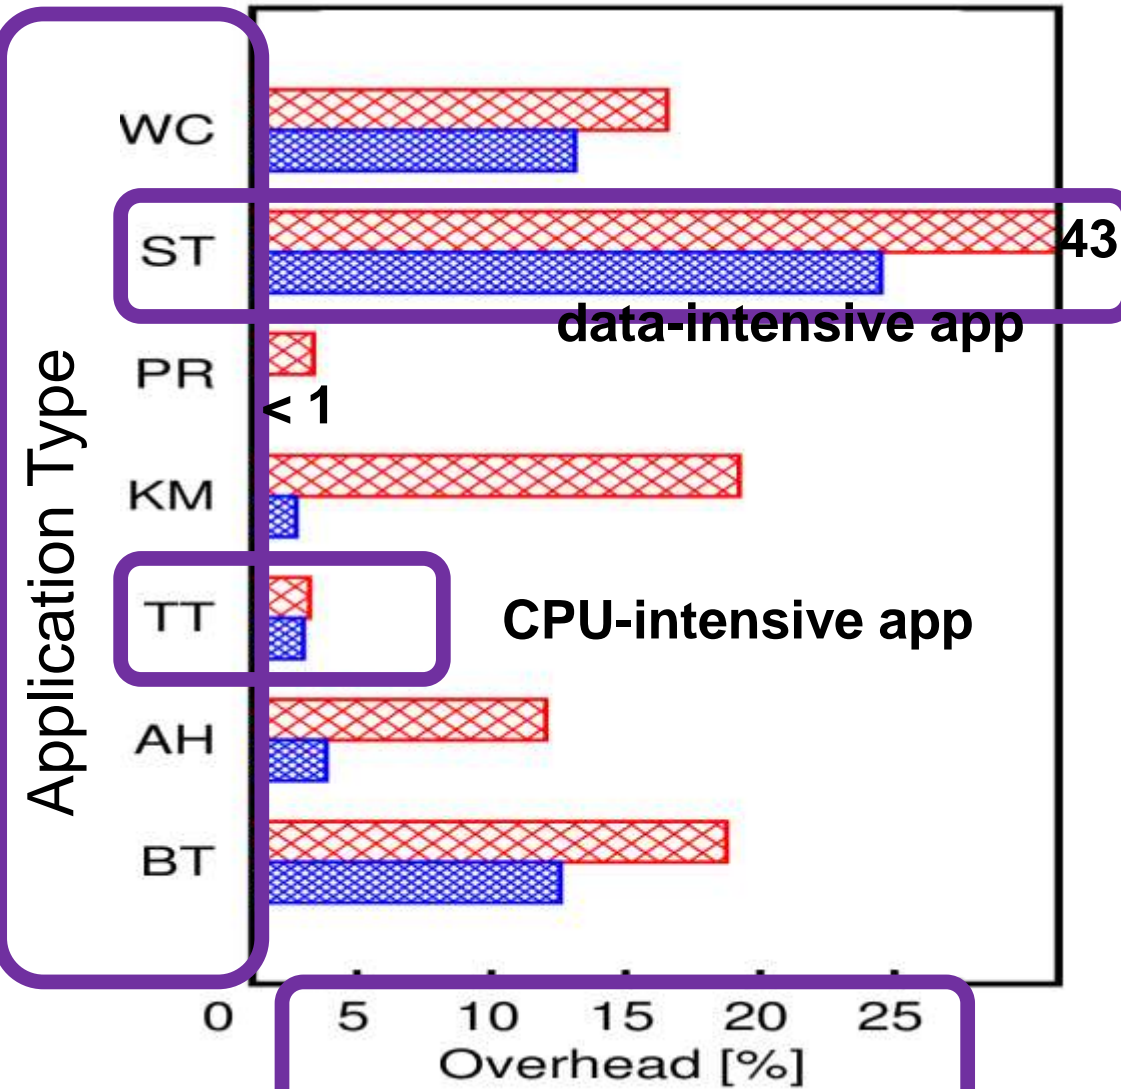 Application Type
WC
ST
43
data-intensive app
PR
< 1
KM
TT
CPU-intensive app
AH
BT
0 5 10 15 20 25
Overhead [%]